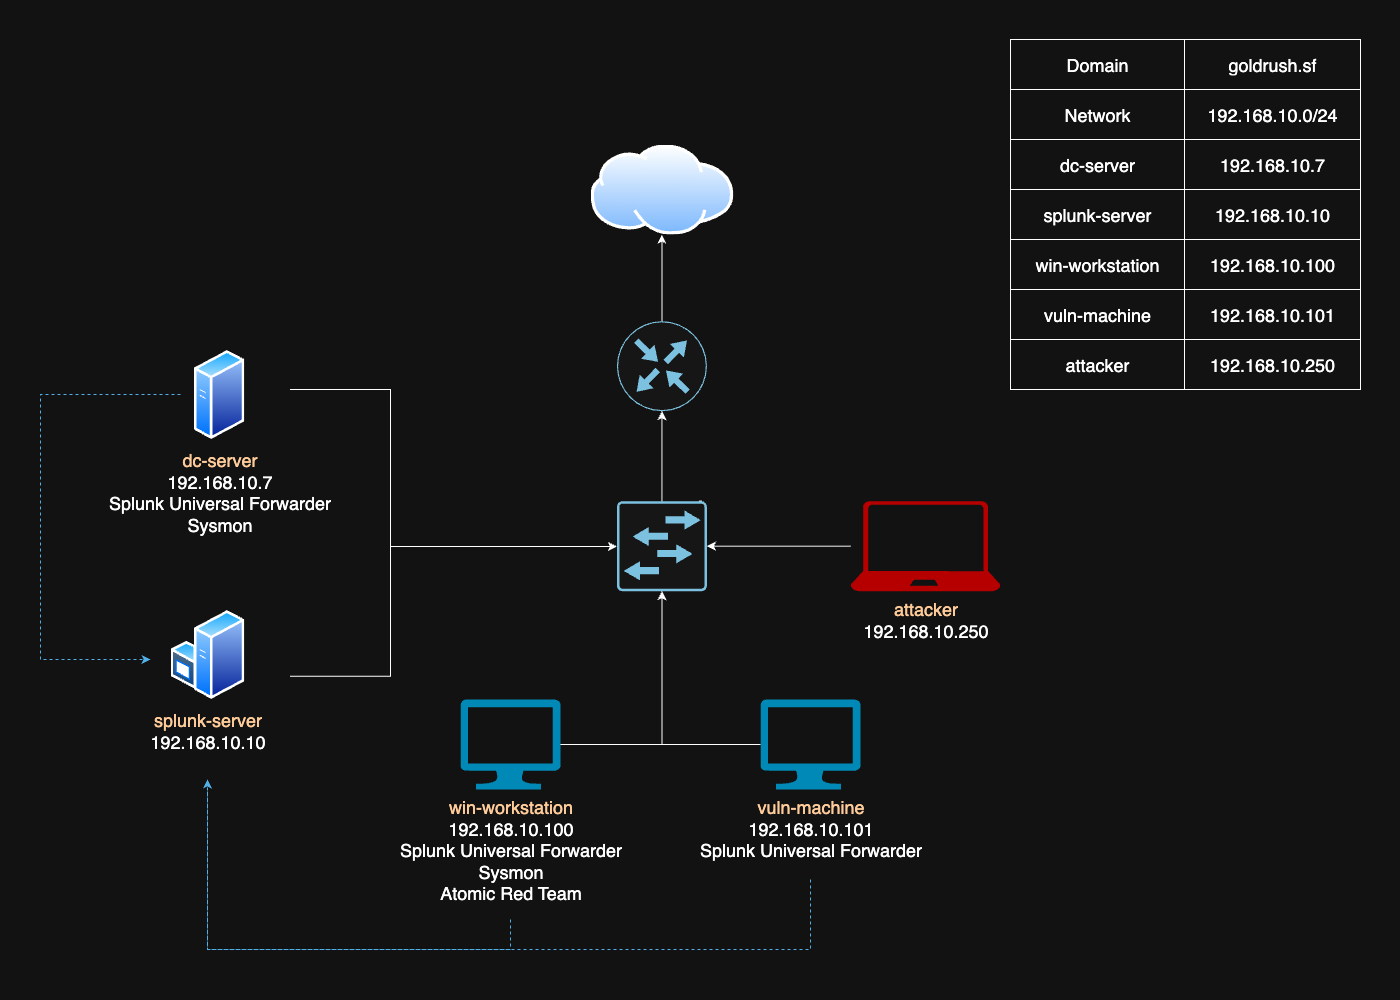 Domain goldrush.sf
Network 192.168.10.0/24
dc-server 192.168.10.7
splunk-server 192.168.10.10
win-workstation 192.168.10.100
vuln-machine 192.168.10.101
attacker 192.168.10.250
dc-server
192.168.10.7
Splunk Universal Forwarder
Sysmon
attacker
192.168.10.250
splunk-server
192.168.10.10
win-workstation
192.168.10.100
Splunk Universal Forwarder
Sysmon
Atomic Red Team
vuln-machine
192.168.10.101
Splunk Universal Forwarder